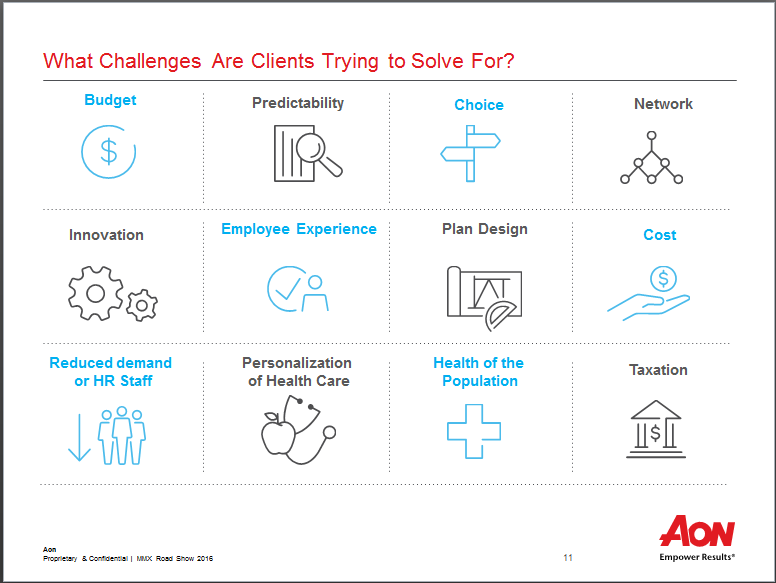 What Challenges Are Clients Trying to Solve For?
Budget
Predictability
Choice
Network
$
Innovation
Employee Experience
Plan Design
Cost
$
Reduced demand
or HR Staff
Personalization
of Health Care
Health of the
Population
Taxation
$
Aon
Proprietary & Confidential | MMX Road Show 2016
11
AON
Empower Results®